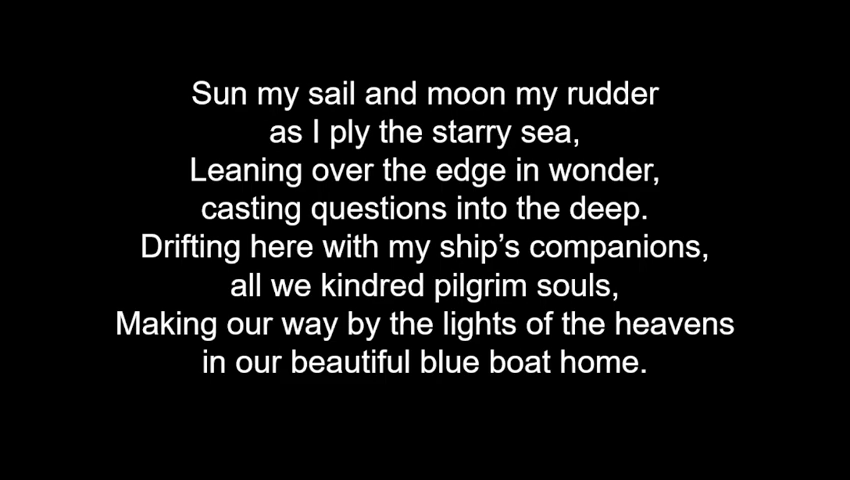 Sun my sail and moon my rudder
as I ply the starry sea,
Leaning over the edge in wonder,
casting questions into the deep.
Drifting here with my ship’s companions,
all we kindred pilgrim souls,
Making our way by the lights of the heavens
in our beautiful blue boat home.